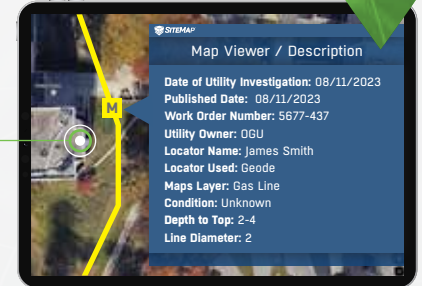 SITEMAP
Map Viewer / Description
Date of Utility Investigation: 08/11/2023
Published Date: 08/11/2023
Work Order Number: 5677-437
Utility Owner: OGU
Locator Name: James Smith
Locator Used: Geode
Maps Layer: Gas Line
Condition: Unknown
Depth to Top: 2-4
Line Diameter: 2
M